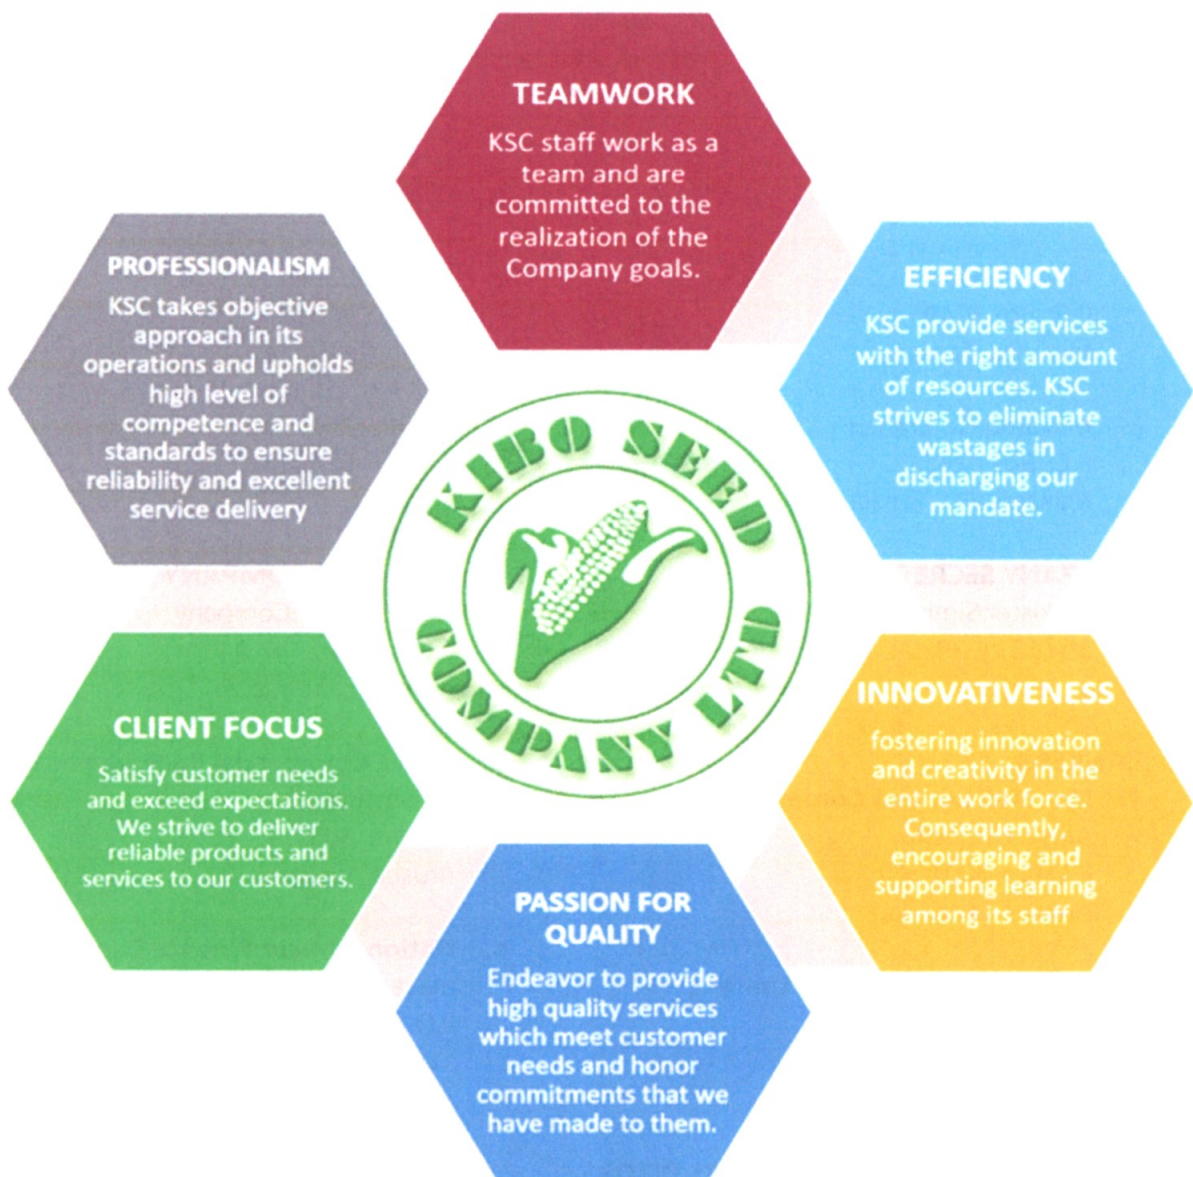 TEAMWORK
KSC staff work as a
team and are
committed to the
realization of the
Company goals.
EFFICIENCY
KSC provide services
with the right amount
of resources. KSC
strives to eliminate
wastages in
discharging our
mandate.
INNOVATIVENESS
fostering innovation
and creativity in the
entire work force.
Consequently,
encouraging and
supporting learning
among its staff
PASSION FOR
QUALITY
Endeavor to provide
high quality services
which meet customer
needs and honor
commitments that we
have made to them.
CLIENT FOCUS
Satisfy customer needs
and exceed expectations.
We strive to deliver
reliable products and
services to our customers.
PROFESSIONALISM
KSC takes objective
approach in its
operations and upholds
high level of
competence and
standards to ensure
reliability and excellent
service delivery
KIBO SEED
COMPANY LTD